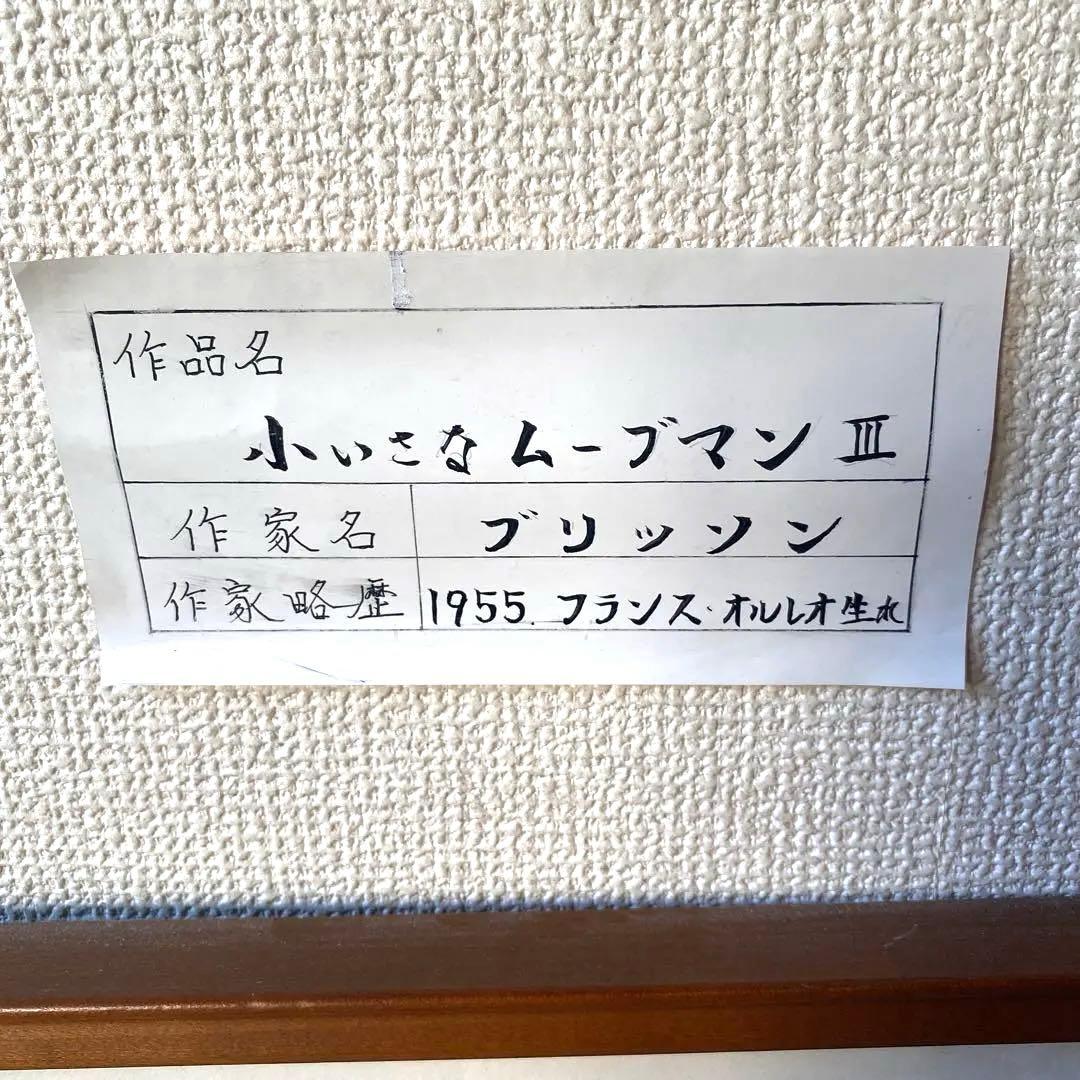 作品名
小いさなムーブマン Ⅲ
作家名 ブリッソン
作家略歴 1955. フランス・オルレオ生れ